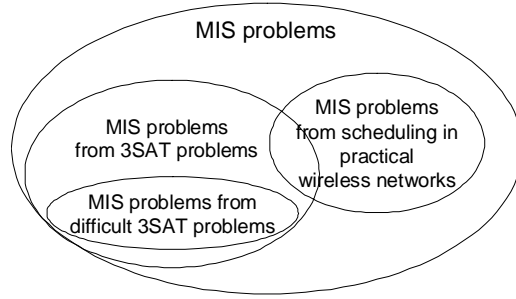 MIS problems
MIS problems
from 3SAT problems
MIS problems
from scheduling in
practical
wireless networks
MIS problems from
difficult 3SAT problems